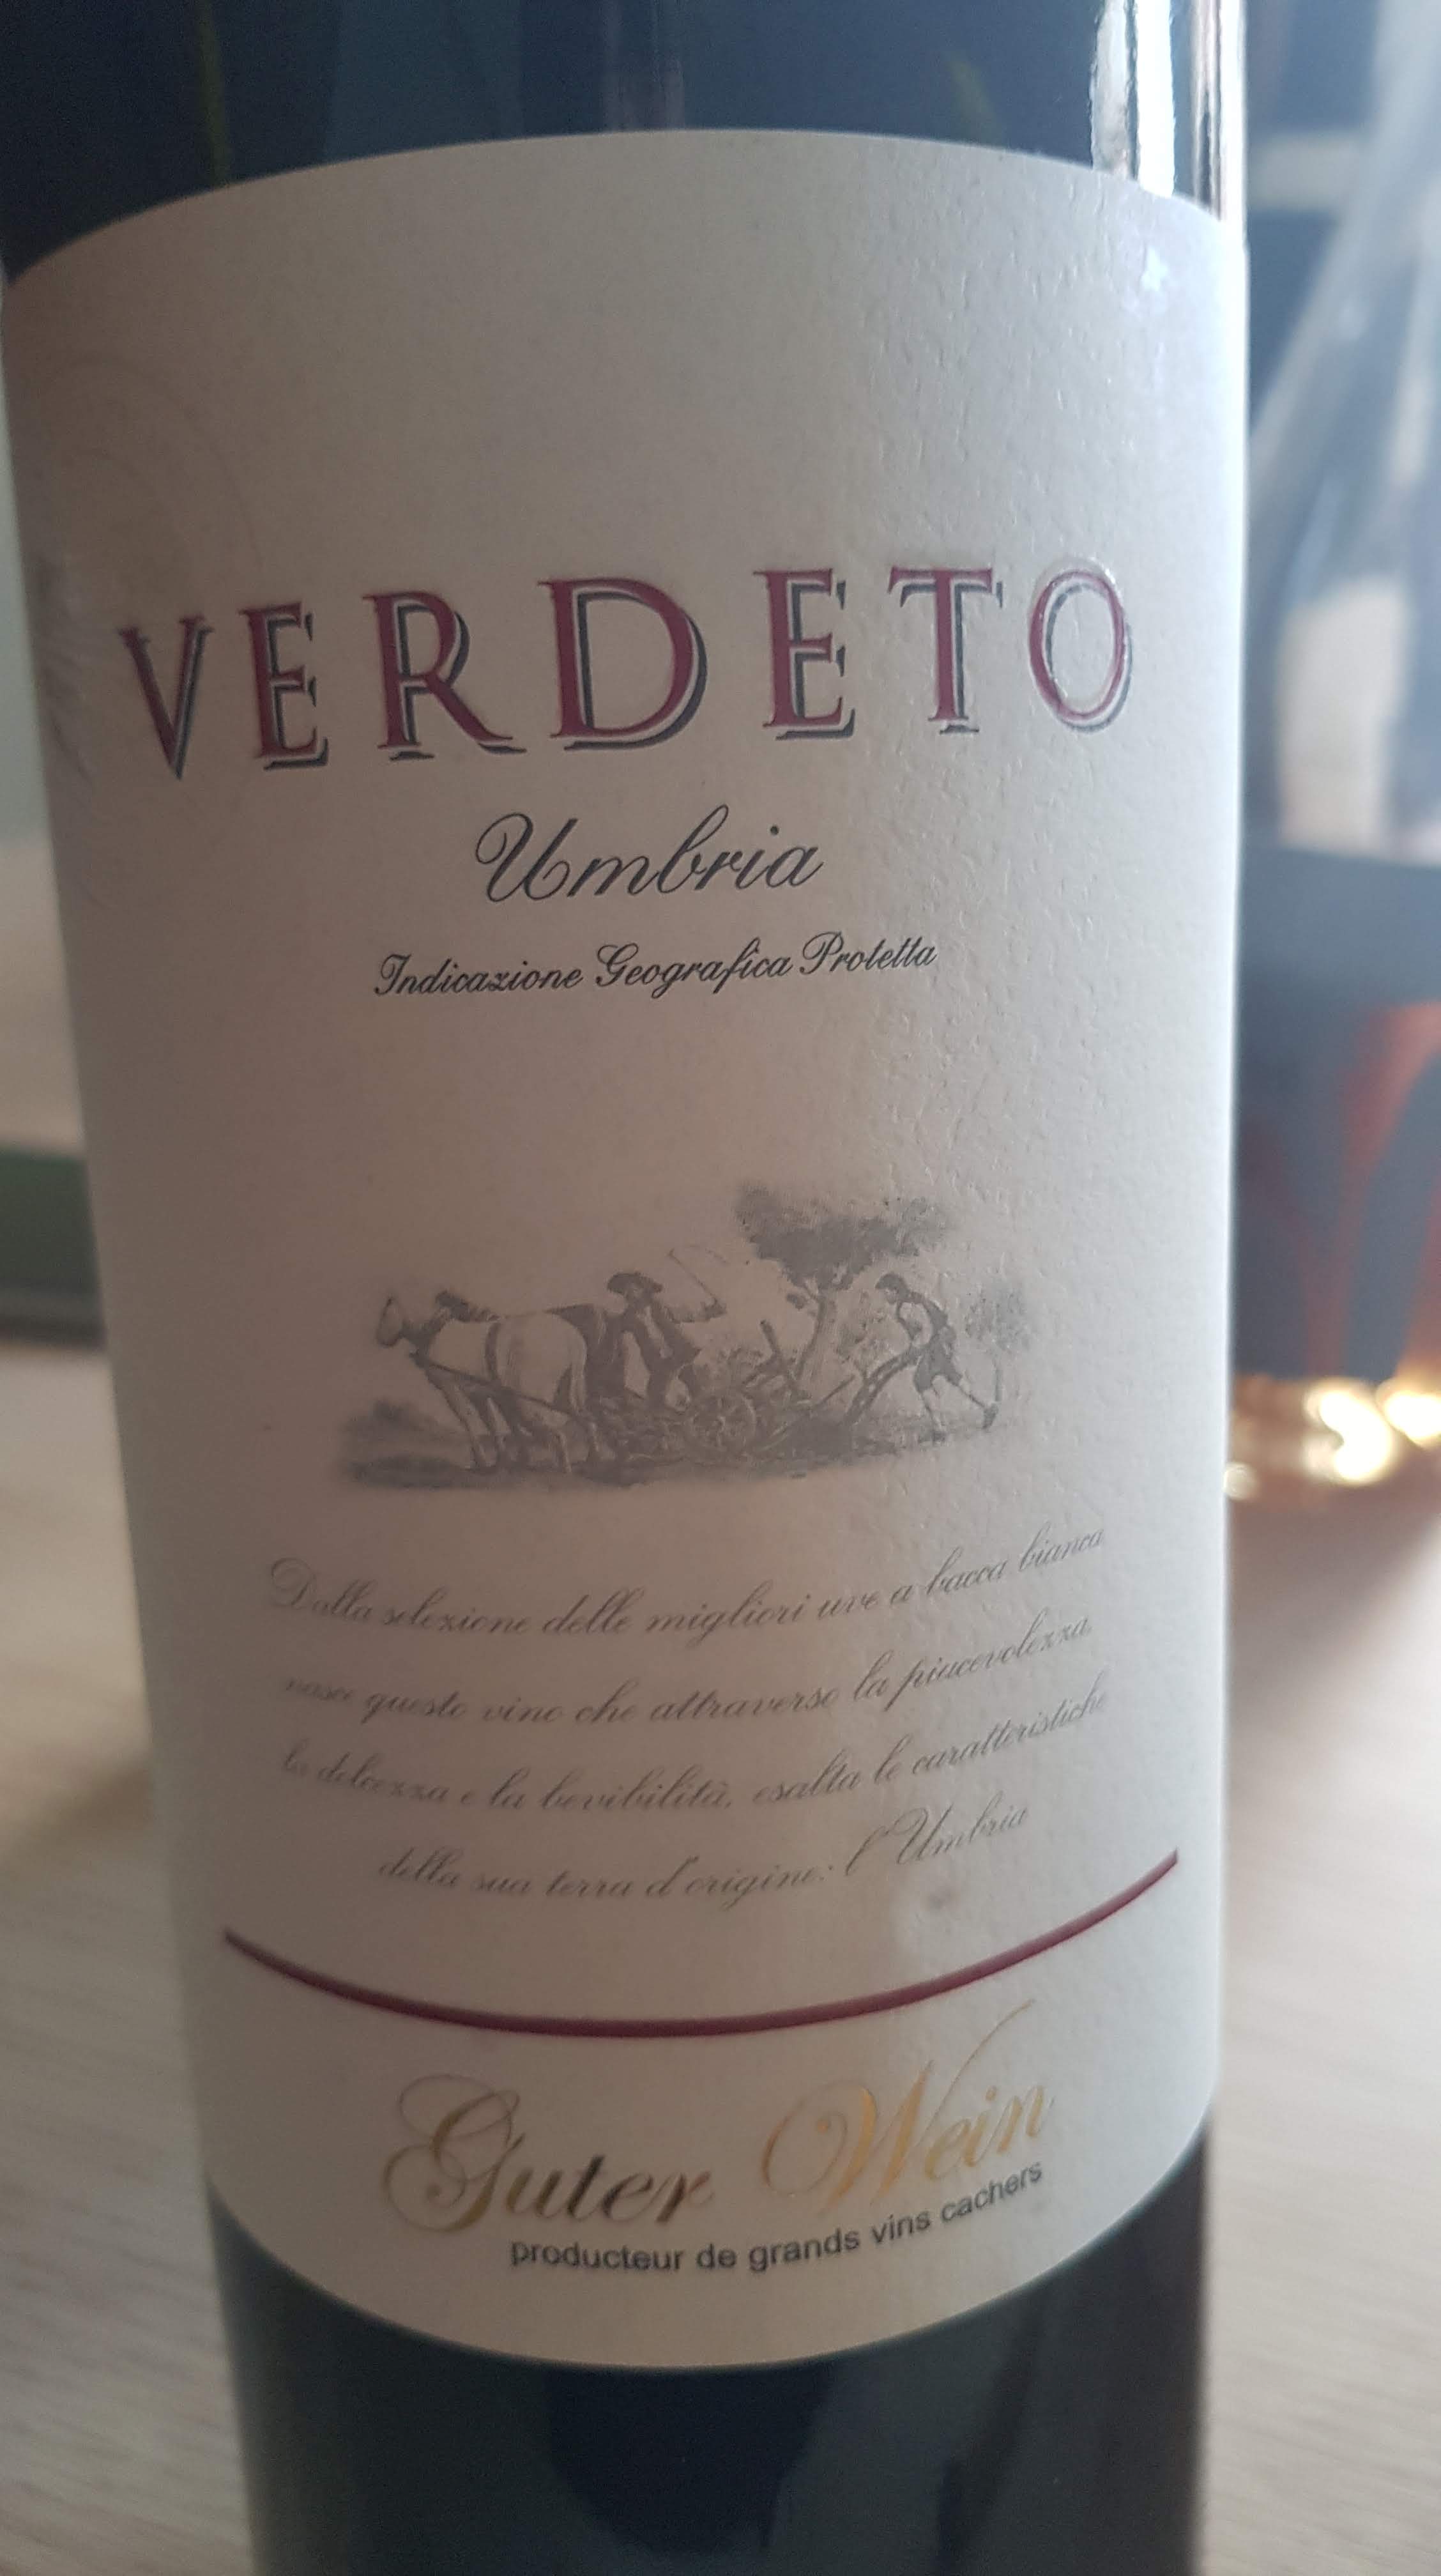 VERDETO
Umbria
Indicazione Geografica Protetta
Dalla selezione delle migliori uve a bacca bianca
nasce questo vino che attraverso la piacevolezza,
la dolcezza e la bevibilità, esalta le caratteristiche
della sua terra d'origine: l'Umbria
Guter Wein
producteur de grands vins cachers